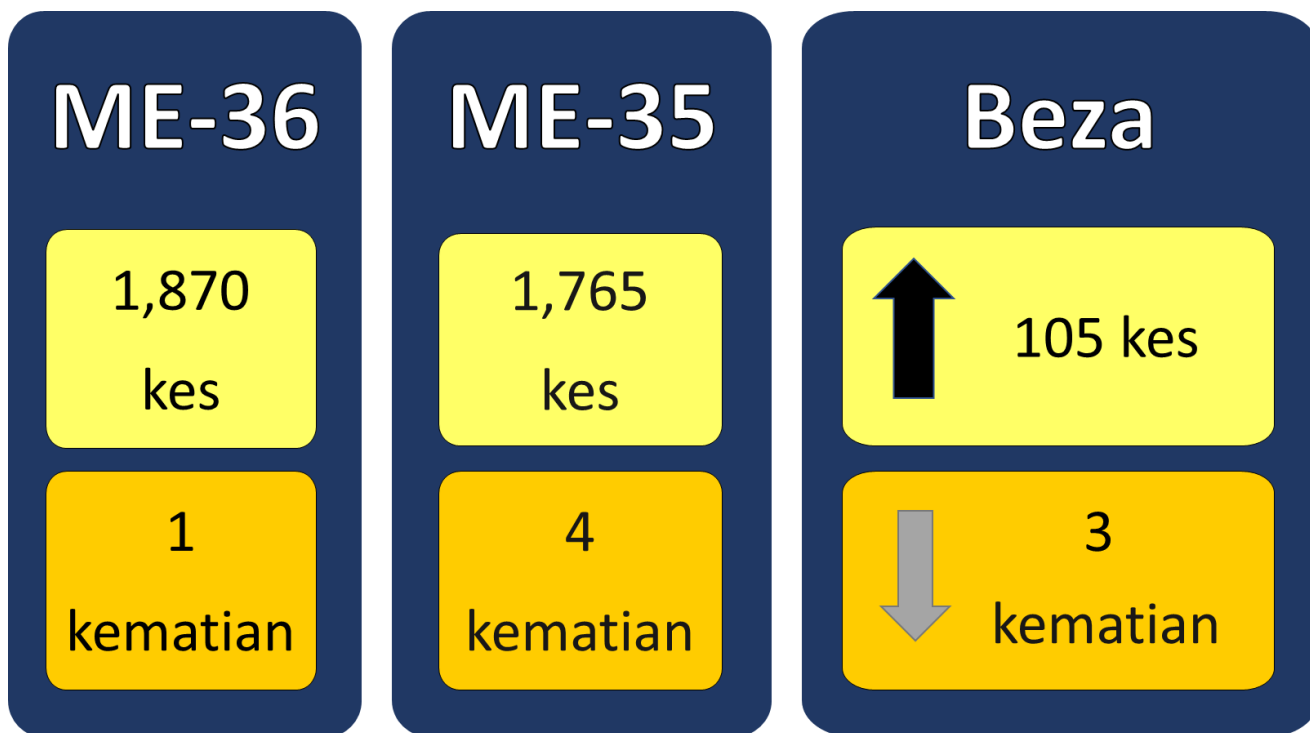 ME-36
1,870
kes
1
kematian
ME-35
1,765
kes
4
kematian
Beza
105 kes
3
kematian